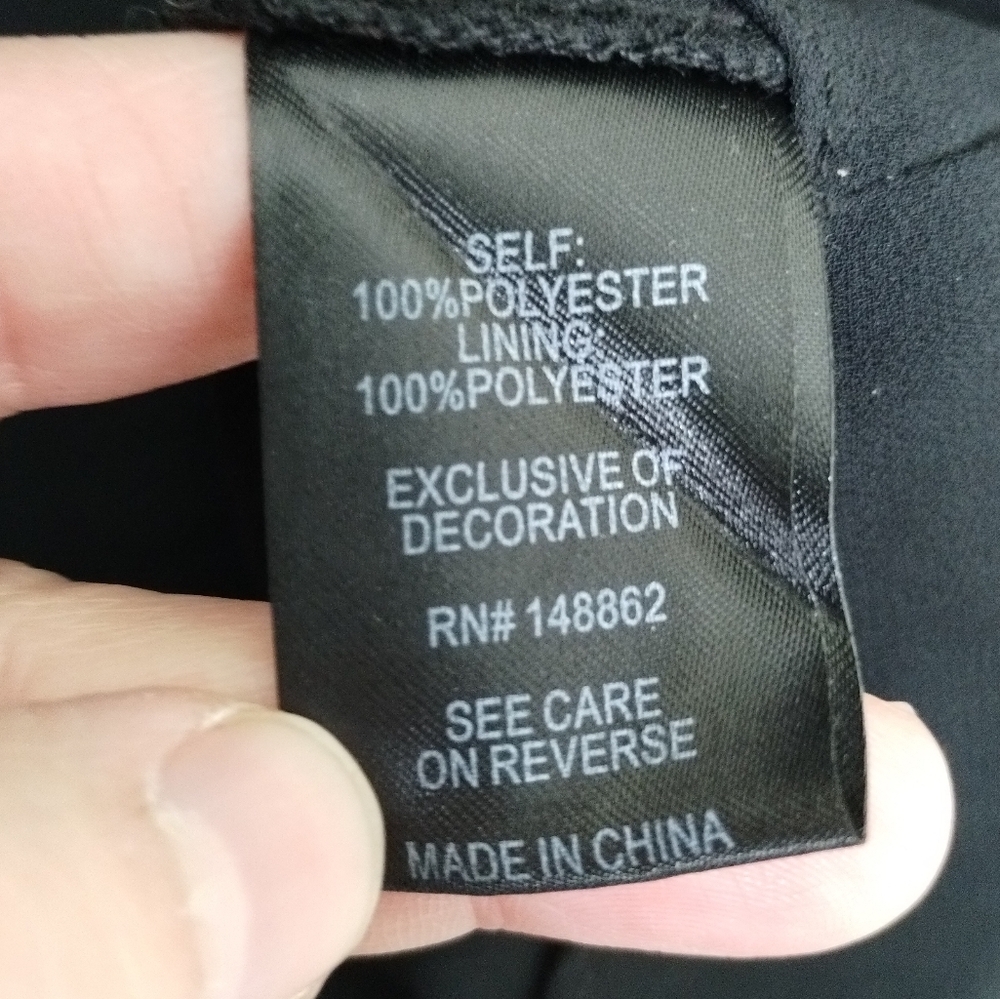 SELF:
100%POLYESTER
LINING:
100%POLYESTER
EXCLUSIVE OF
DECORATION
RN# 148862
SEE CARE
ON REVERSE
MADE IN CHINA